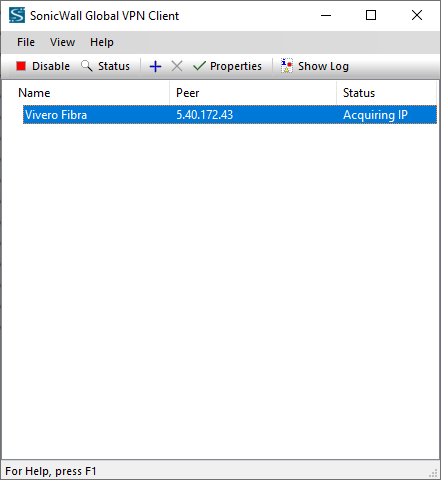 SonicWall Global VPN Client
File View Help
Disable Status Properties Show Log
Name Peer Status
Vivero Fibra 5.40.172.43 Acquiring IP
For Help, press F1